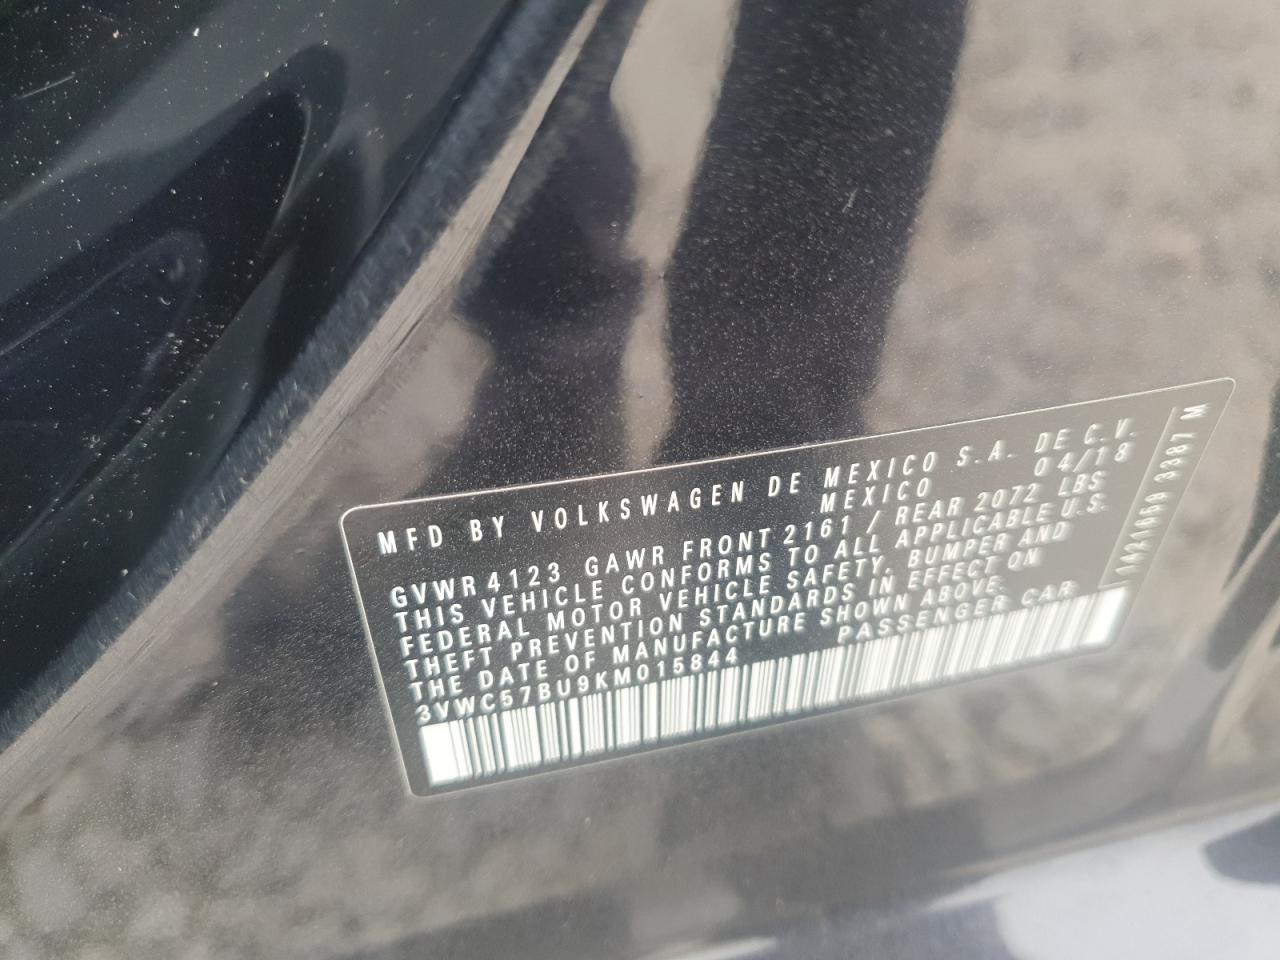 MFD BY VOLKSWAGEN DE MEXICO S.A. DE C.V.
MEXICO 04/18
GVWR 4123 GAWR FRONT 2161 / REAR 2072 LBS
THIS VEHICLE CONFORMS TO ALL APPLICABLE U.S.
FEDERAL MOTOR VEHICLE SAFETY, BUMPER AND
THEFT PREVENTION STANDARDS IN EFFECT ON
THE DATE OF MANUFACTURE SHOWN ABOVE.
3VWC57BU9KM015844 PASSENGER CAR
3387 M